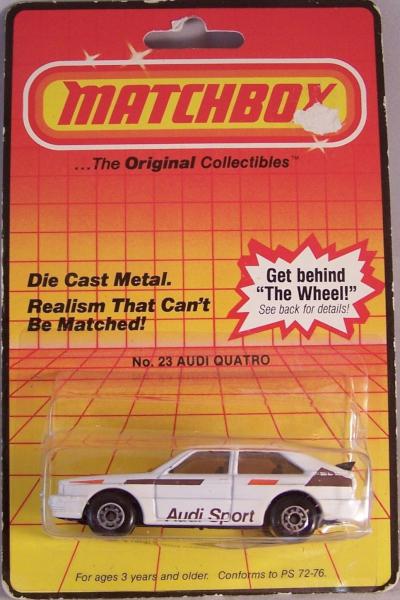 MATCHBOX
...The Original Collectibles™
Die Cast Metal.
Realism That Can't
Be Matched!
Get behind
"The Wheel!"
See back for details!
No. 23 AUDI QUATRO
Audi Sport
For ages 3 years and older. Conforms to PS 72-76.